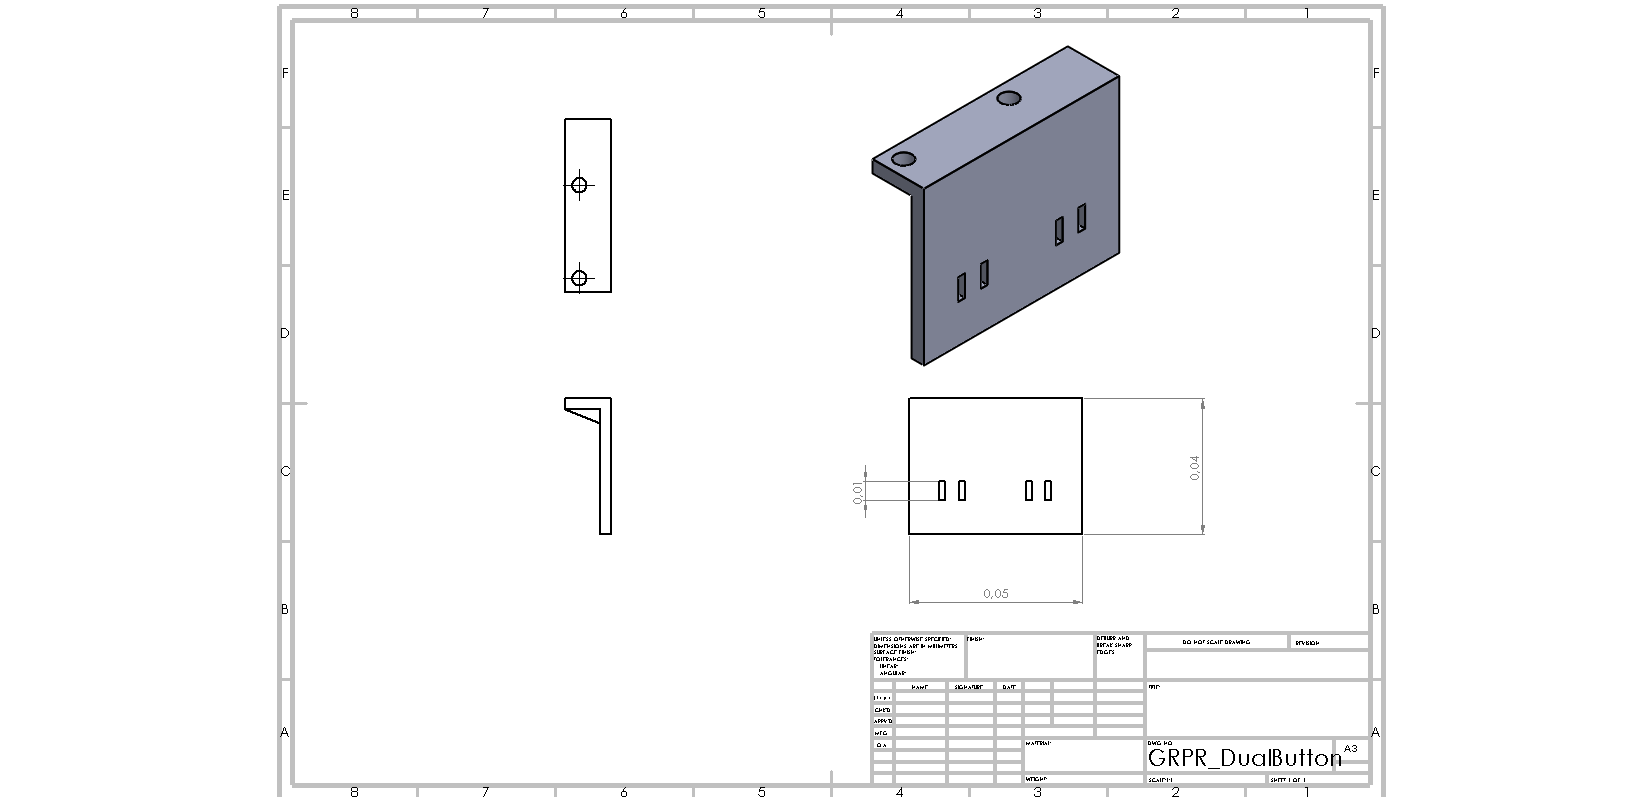 8 7 6 5 4 3 2 1
F F
E E
D D
C C
0,01
0,04
0,05
B B
UNLESS OTHERWISE SPECIFIED:
DIMENSIONS ARE IN MILLIMETERS
SURFACE FINISH:
TOLERANCES:
LINEAR:
ANGULAR:
FINISH:
DEBURR AND
BREAK SHARP
EDGES
DO NOT SCALE DRAWING
REVISION
NAME SIGNATURE DATE
TITLE:
CHK'D
APPV'D
MFG
Q.A
A A
MATERIAL:
DWG NO.
GRPR_DualButton
A3
WEIGHT:
SCALE:1:1
SHEET 1 OF 1
8 7 6 5 4 3 2 1